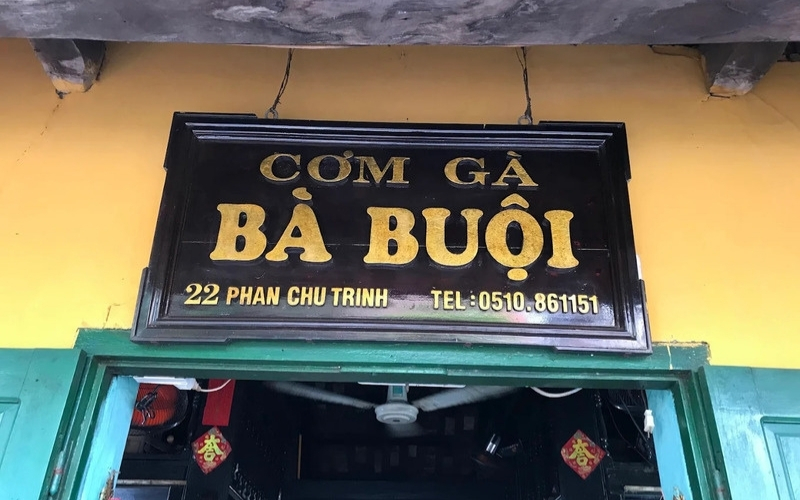 CƠM GÀ
BÀ BUỘI
22 PHAN CHU TRINH TEL: 0510.861151